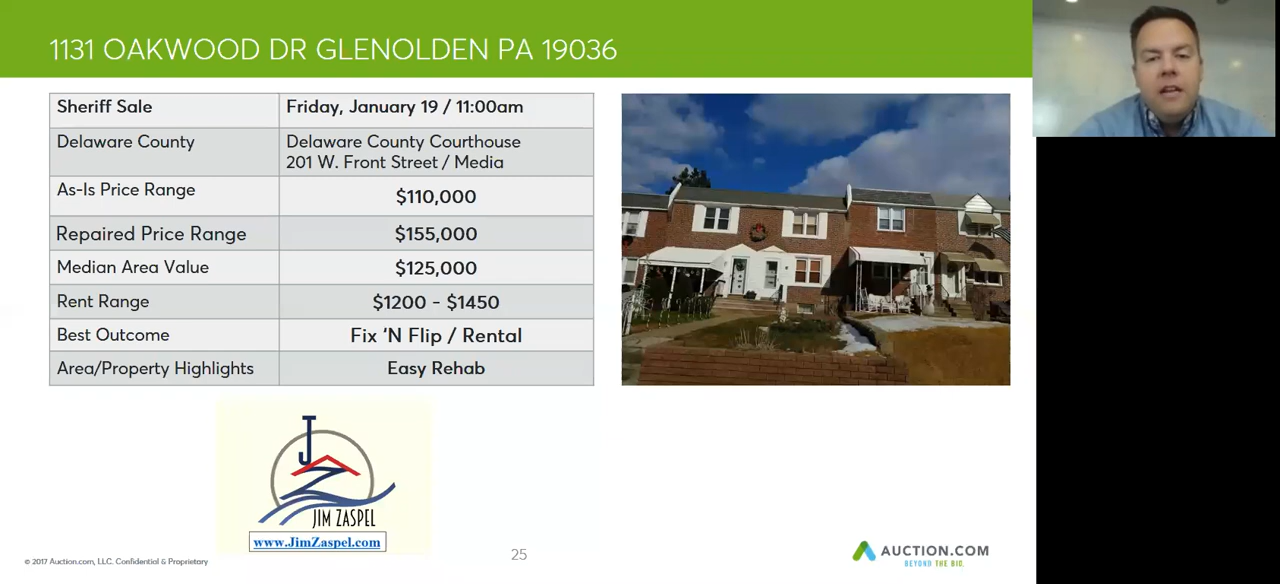 1131 OAKWOOD DR GLENOLDEN PA 19036
Sheriff Sale
Friday, January 19 / 11:00am
Delaware County
Delaware County Courthouse
201 W. Front Street / Media
As-Is Price Range
$110,000
Repaired Price Range
$155,000
Median Area Value
$125,000
Rent Range
$1200 - $1450
Best Outcome
Fix ‘N Flip / Rental
Area/Property Highlights
Easy Rehab
JZ
JIM ZASPEL
www.JimZaspel.com
© 2017 Auction.com, LLC. Confidential & Proprietary
25
AUCTION.COM
BEYOND THE BID.